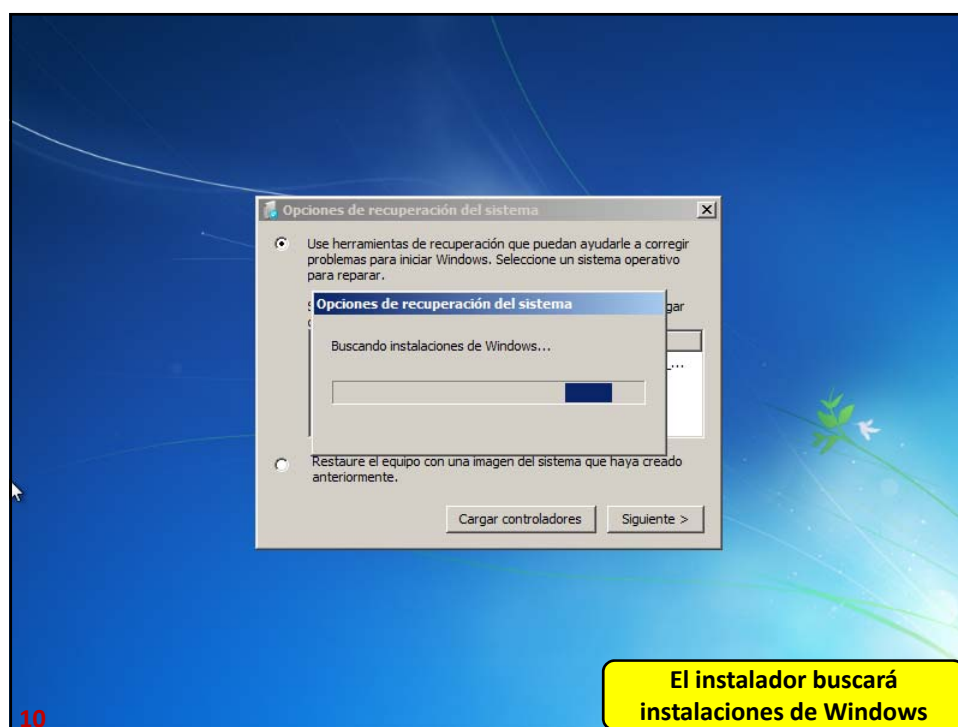 Opciones de recuperación del sistema
Use herramientas de recuperación que puedan ayudarle a corregir
problemas para iniciar Windows. Seleccione un sistema operativo
para reparar.
Opciones de recuperación del sistema
Buscando instalaciones de Windows...
Restaure el equipo con una imagen del sistema que haya creado
anteriormente.
Cargar controladores
Siguiente >
El instalador buscará
instalaciones de Windows
10